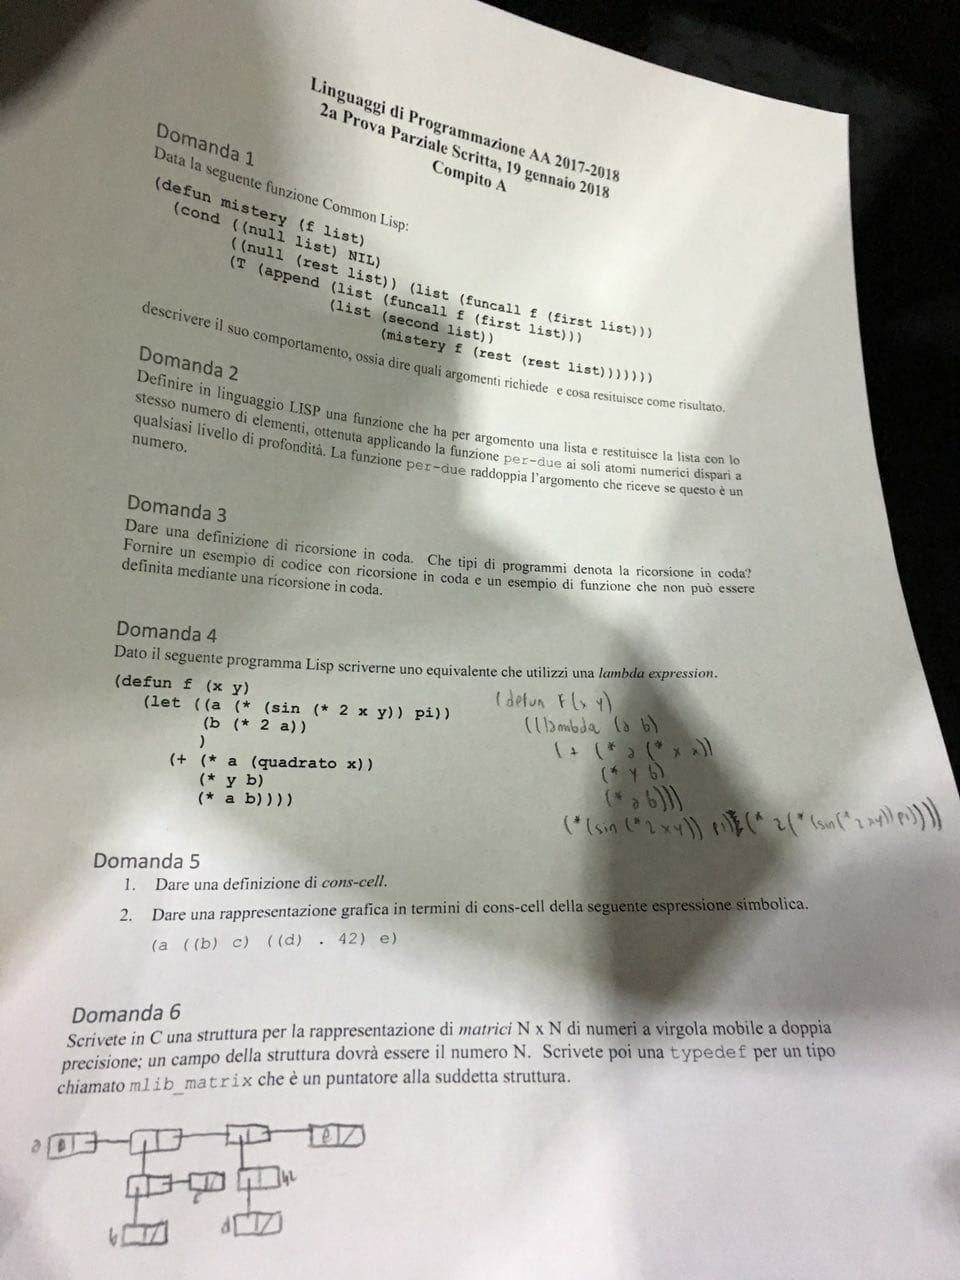 Linguaggi di Programmazione AA 2017-2018
2a Prova Parziale Scritta, 19 gennaio 2018
Compito A
Domanda 1
Data la seguente funzione Common Lisp:
(defun mistery (f list)
(cond ((null list) NIL)
((null (rest list)) (list (funcall f (first list))))
(T (append (list (funcall f (first list)))
(list (second list))
(mistery f (rest (rest list)))))))
descrivere il suo comportamento, ossia dire quali argomenti richiede e cosa resituisce come risultato.
Domanda 2
Definire in linguaggio LISP una funzione che ha per argomento una lista e restituisce la lista con lo
stesso numero di elementi, ottenuta applicando la funzione per-due ai soli atomi numerici dispari a
qualsiasi livello di profondità. La funzione per-due raddoppia l'argomento che riceve se questo è un
numero.
Domanda 3
Dare una definizione di ricorsione in coda. Che tipi di programmi denota la ricorsione in coda?
Fornire un esempio di codice con ricorsione in coda e un esempio di funzione che non può essere
definita mediante una ricorsione in coda.
Domanda 4
Dato il seguente programma Lisp scriverne uno equivalente che utilizzi una lambda expression.
(defun f (x y)
(let ((a (* (sin (* 2 x y)) pi))
(b (* 2 a))
)
(+ (* a (quadrato x))
(* y b)
(* a b))))
(defun F (x y)
((lambda (a b)
(+ (* a (* x x))
(* y b)
(* a b)))
(* (sin (* 2 x y)) pi) (* 2 (* (sin (* 2 x y)) pi))))
Domanda 5
1. Dare una definizione di cons-cell.
2. Dare una rappresentazione grafica in termini di cons-cell della seguente espressione simbolica.
(a ((b) c) ((d) . 42) e)
Domanda 6
Scrivete in C una struttura per la rappresentazione di matrici N x N di numeri a virgola mobile a doppia
precisione; un campo della struttura dovrà essere il numero N. Scrivete poi una typedef per un tipo
chiamato mlib_matrix che è un puntatore alla suddetta struttura.
a e
c 42
b d